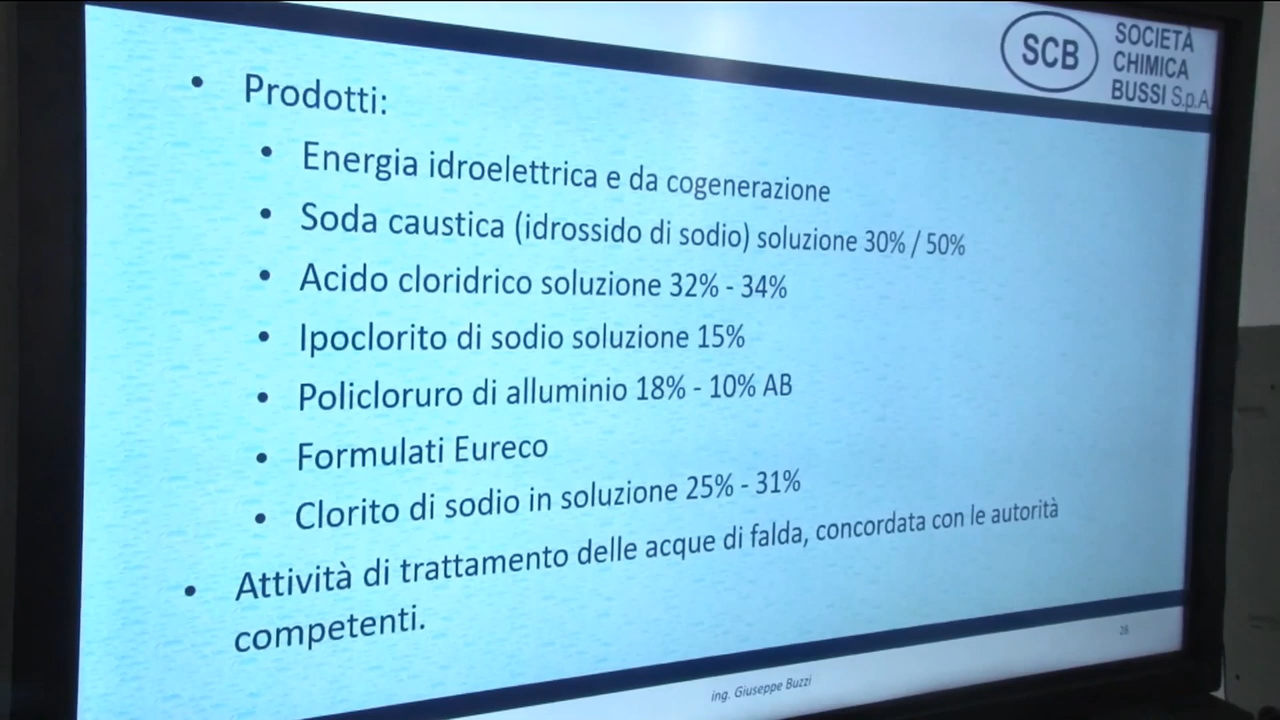 SCB
SOCIETÀ
CHIMICA
BUSSI S.p.A.
• Prodotti:
• Energia idroelettrica e da cogenerazione
• Soda caustica (idrossido di sodio) soluzione 30% / 50%
• Acido cloridrico soluzione 32% - 34%
• Ipoclorito di sodio soluzione 15%
• Policloruro di alluminio 18% - 10% AB
• Formulati Eureco
• Clorito di sodio in soluzione 25% - 31%
• Attività di trattamento delle acque di falda, concordata con le autorità
competenti.
ing. Giuseppe Buzzi